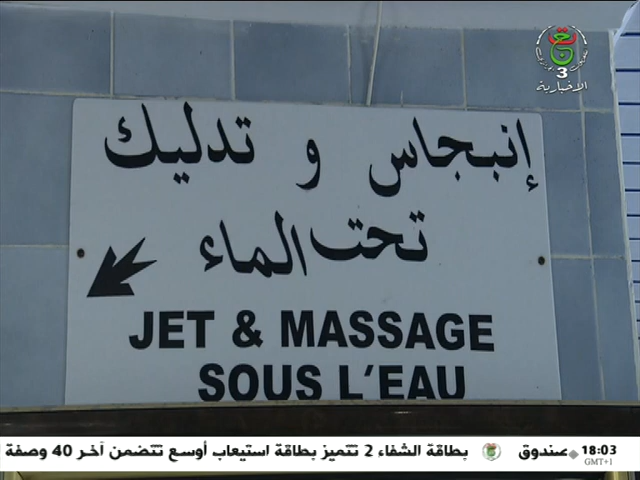 3
الإخبارية
إنبجاس و تدليك
تحت الماء
JET & MASSAGE
SOUS L'EAU
18:03 صندوق بطاقة الشفاء 2 تتميز بطاقة استيعاب أوسع تتضمن آخر 40 وصفة
GMT+1